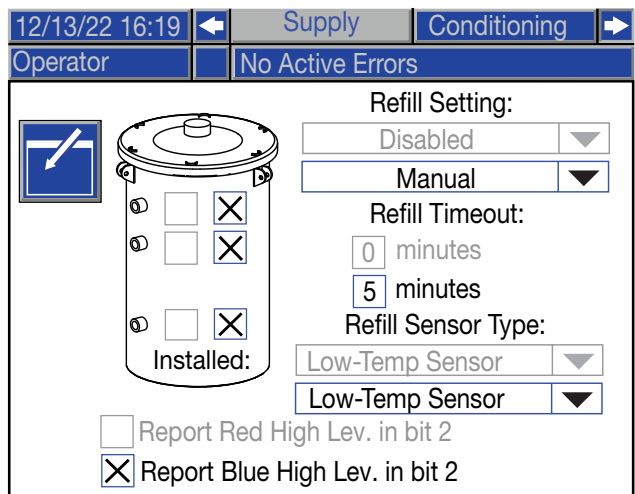 12/13/22 16:19 Supply Conditioning
Operator No Active Errors
Refill Setting:
Disabled
Manual
Refill Timeout:
0 minutes
5 minutes
Refill Sensor Type:
Installed:
Low-Temp Sensor
Low-Temp Sensor
Report Red High Lev. in bit 2
Report Blue High Lev. in bit 2